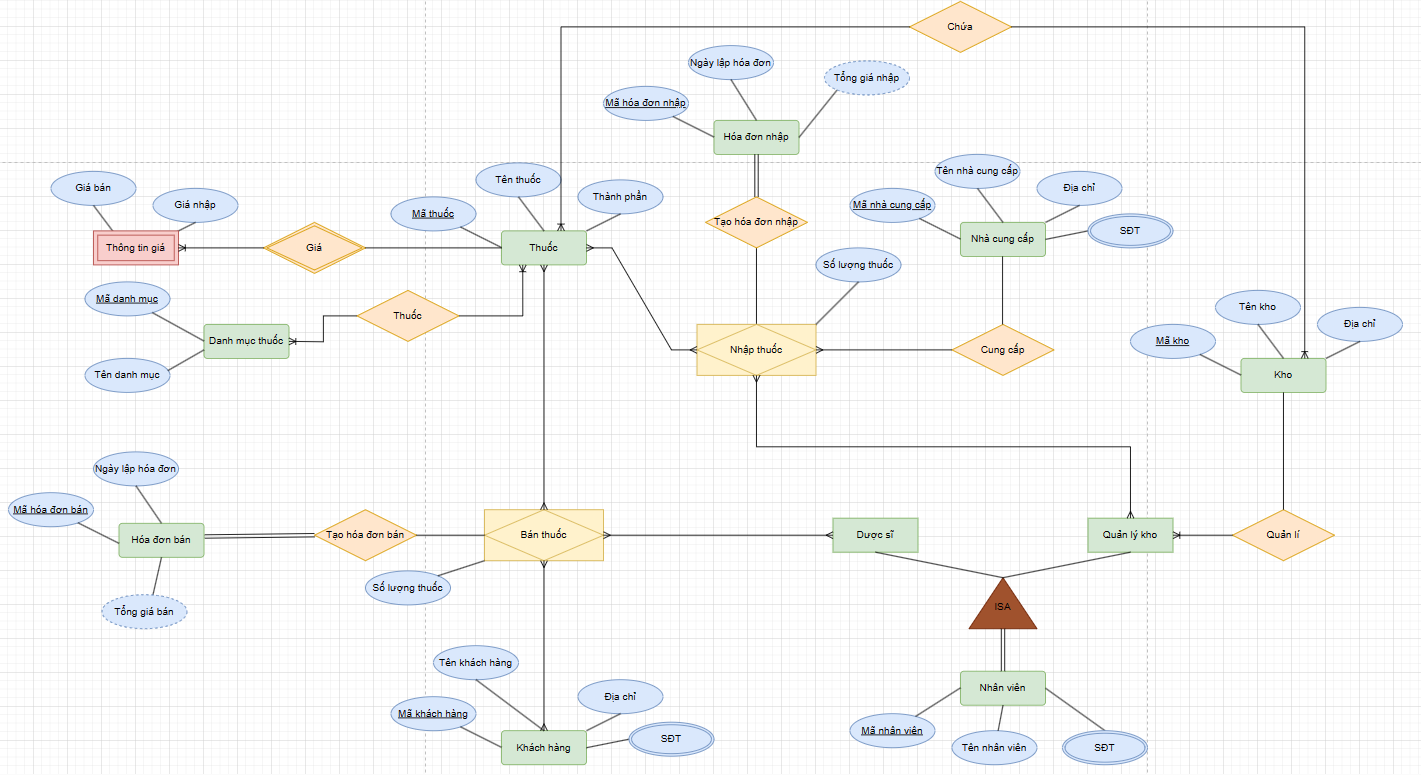 Chứa
Ngày lập hóa đơn
Tổng giá nhập
Mã hóa đơn nhập
Hóa đơn nhập
Tên nhà cung cấp
Tên thuốc
Giá bán
Địa chỉ
Thành phần
Giá nhập
Mã nhà cung cấp
Mã thuốc
Tạo hóa đơn nhập
SĐT
Nhà cung cấp
Thông tin giá
Giá
Thuốc
Số lượng thuốc
Mã danh mục
Tên kho
Thuốc
Địa chỉ
Danh mục thuốc
Mã kho
Nhập thuốc
Cung cấp
Tên danh mục
Kho
Ngày lập hóa đơn
Mã hóa đơn bán
Hóa đơn bán
Tạo hóa đơn bán
Bán thuốc
Dược sĩ
Quản lý kho
Quản lí
Số lượng thuốc
Tổng giá bán
ISA
Tên khách hàng
Nhân viên
Địa chỉ
Mã khách hàng
Mã nhân viên
SĐT
Khách hàng
Tên nhân viên
SĐT